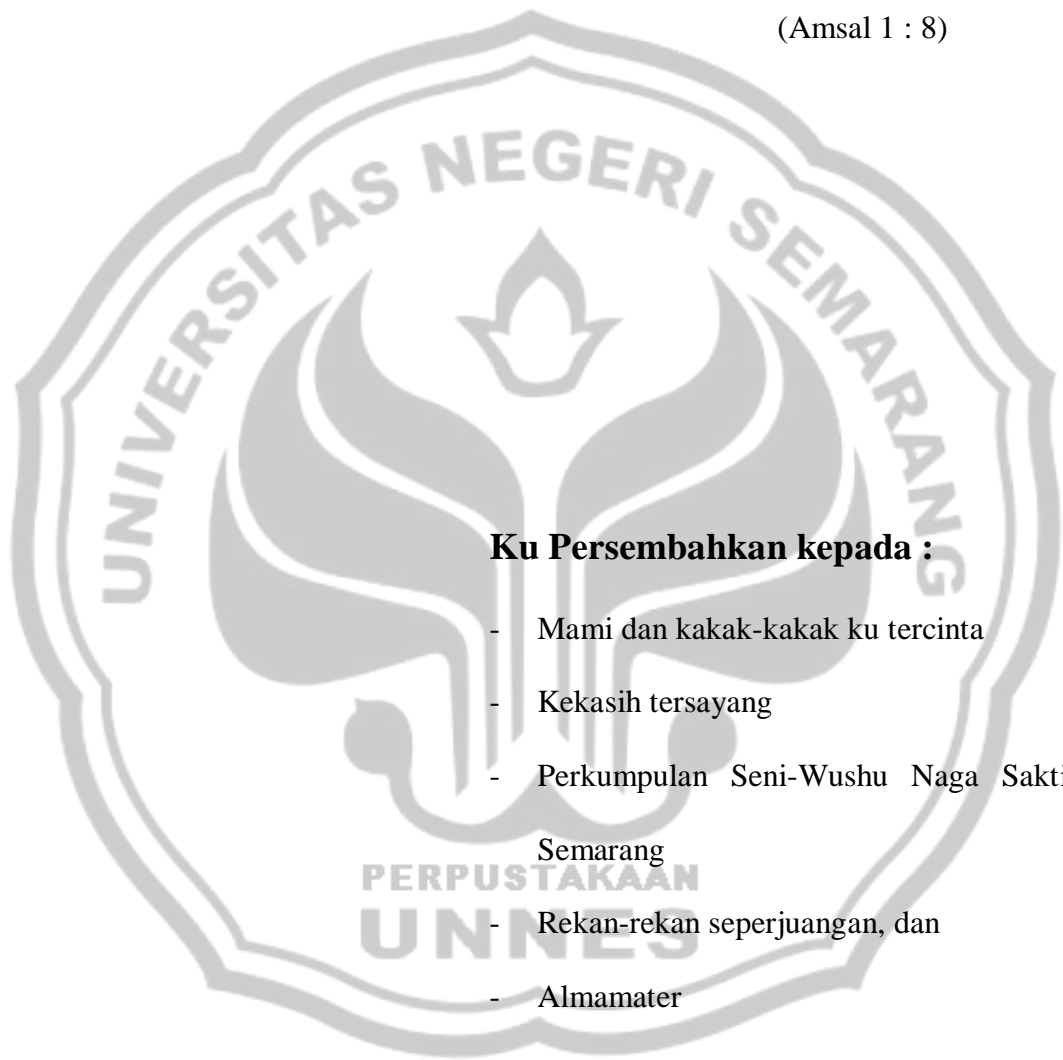 (Amsal 1 : 8)
UNIVERSITAS NEGERI SEMARANG
Ku Persembahkan kepada :
- Mami dan kakak-kakak ku tercinta
- Kekasih tersayang
- Perkumpulan Seni-Wushu Naga Sakti
Semarang
- Rekan-rekan seperjuangan, dan
- Almamater
PERPUSTAKAAN
UNNES